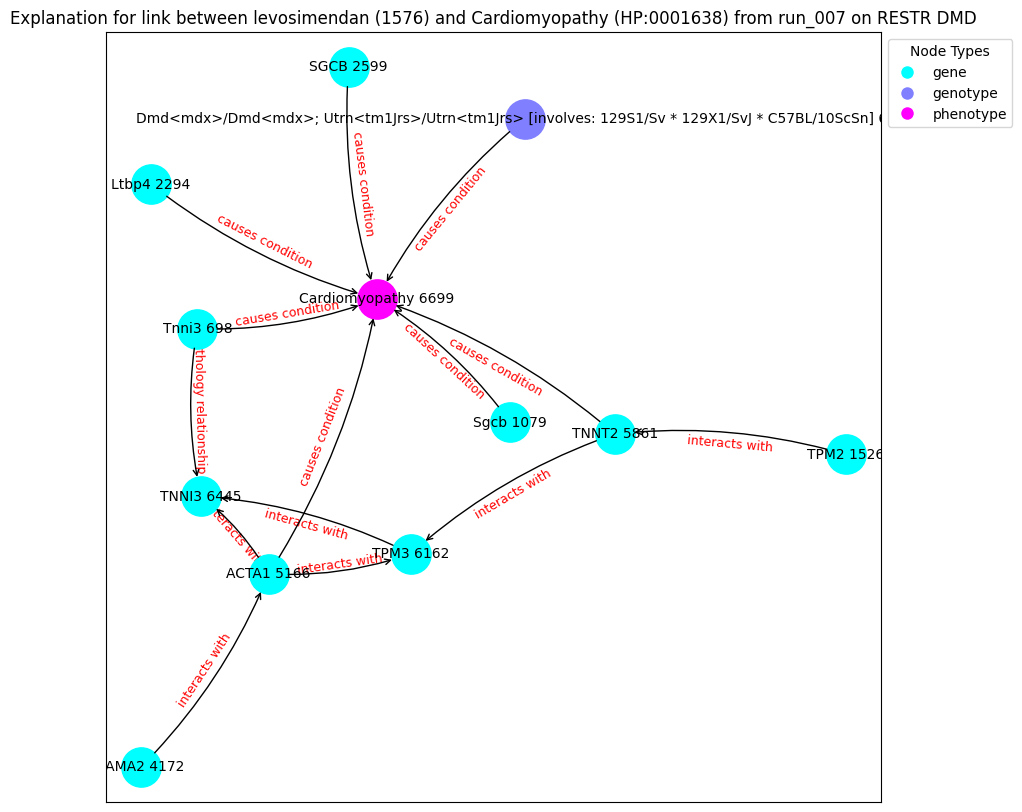 Explanation for link between levosimendan (1576) and Cardiomyopathy (HP:0001638) from run_007 on RESTR DMD
Node Types
gene
genotype
phenotype
SGCB 2599
Dmd<mdx>/Dmd<mdx>; Utrn<tm1Jrs>/Utrn<tm1Jrs> [involves: 129S1/Sv * 129X1/SvJ * C57BL/10ScSn]
causes condition
causes condition
Ltbp4 2294
causes condition
Cardiomyopathy 6699
causes condition
Tnni3 698
causes condition
causes condition
thology relationship
causes condition
Sgcb 1079
TNNT2 5861
interacts with
TPM2 1526
interacts with
TNNI3 6445
interacts with
teracts wi
TPM3 6162
interacts with
ACTA1 5166
interacts with
AMA2 4172